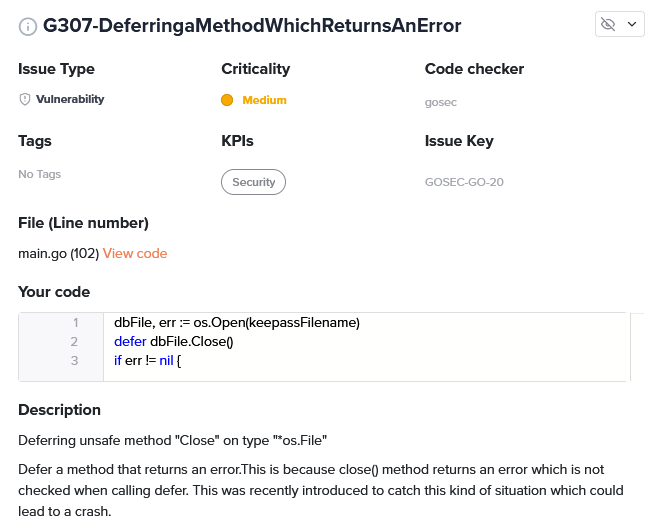 G307-DeferringaMethodWhichReturnsAnError
Issue Type Criticality Code checker
Vulnerability Medium gosec
Tags KPIs Issue Key
No Tags Security GOSEC-GO-20
File (Line number)
main.go (102) View code
Your code
1 dbFile, err := os.Open(keepassFilename)
2 defer dbFile.Close()
3 if err != nil {
Description
Deferring unsafe method "Close" on type "*os.File"
Defer a method that returns an error.This is because close() method returns an error which is not
checked when calling defer. This was recently introduced to catch this kind of situation which could
lead to a crash.